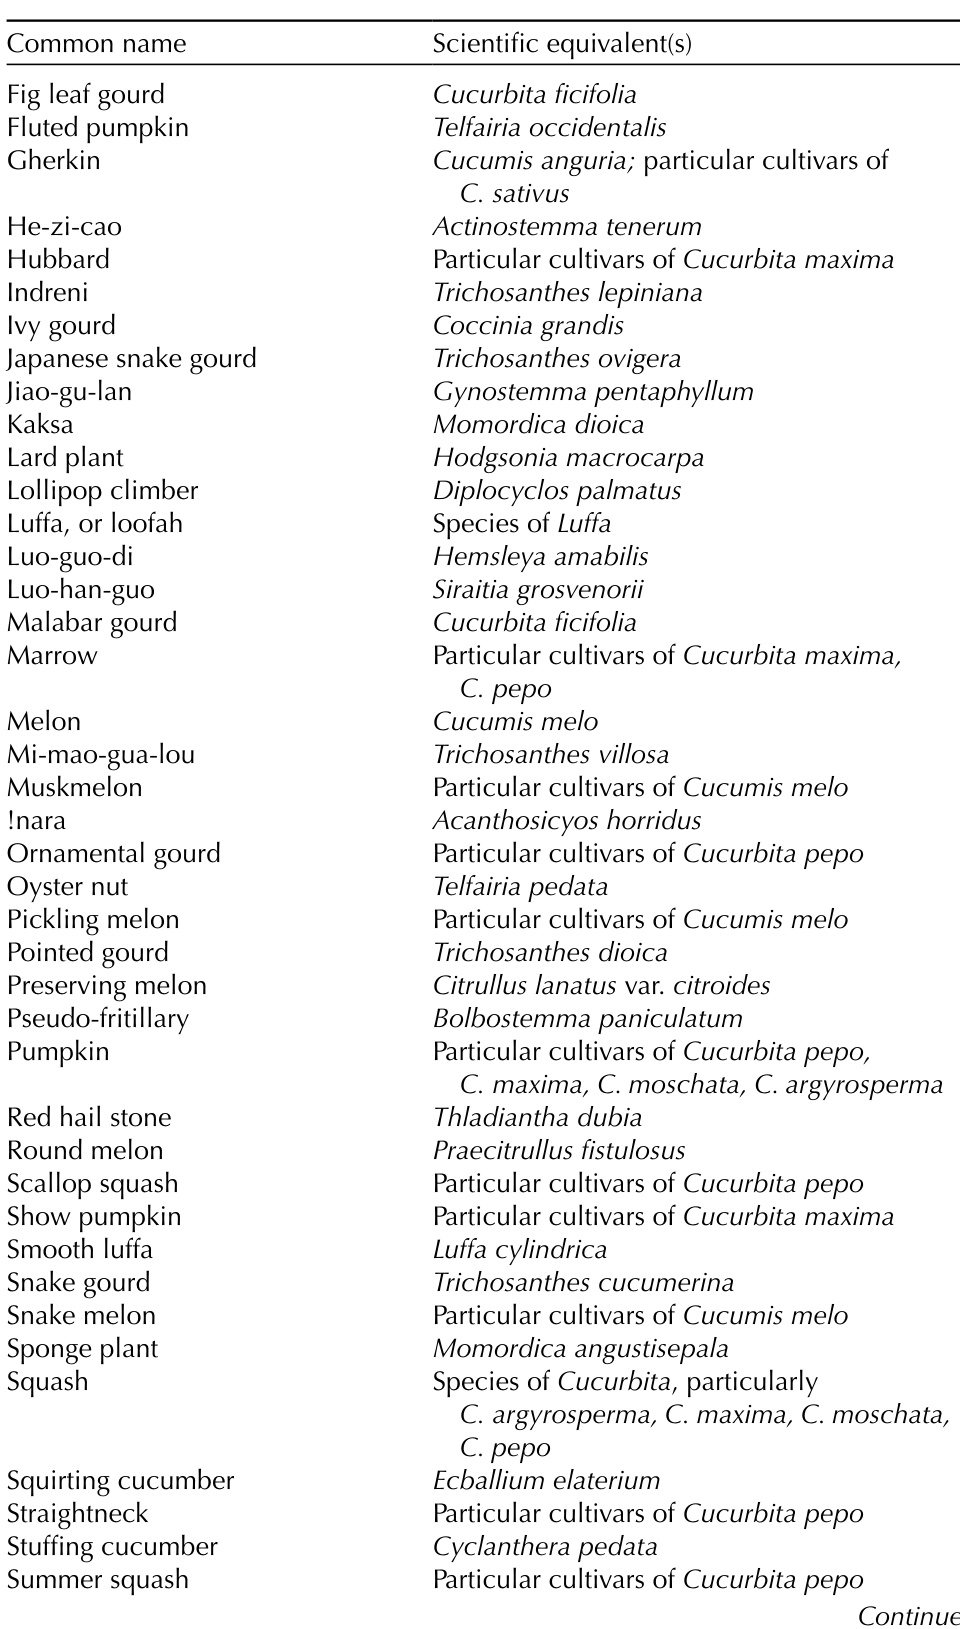 Common name Scientific equivalent(s)
Fig leaf gourd Cucurbita ficifolia
Fluted pumpkin Telfairia occidentalis
Gherkin Cucumis anguria; particular cultivars of
C. sativus
He-zi-cao Actinostemma tenerum
Hubbard Particular cultivars of Cucurbita maxima
Indreni Trichosanthes lepiniana
Ivy gourd Coccinia grandis
Japanese snake gourd Trichosanthes ovigera
Jiao-gu-lan Gynostemma pentaphyllum
Kaksa Momordica dioica
Lard plant Hodgsonia macrocarpa
Lollipop climber Diplocyclos palmatus
Luffa, or loofah Species of Luffa
Luo-guo-di Hemsleya amabilis
Luo-han-guo Siraitia grosvenorii
Malabar gourd Cucurbita ficifolia
Marrow Particular cultivars of Cucurbita maxima,
C. pepo
Melon Cucumis melo
Mi-mao-gua-lou Trichosanthes villosa
Muskmelon Particular cultivars of Cucumis melo
!nara Acanthosicyos horridus
Ornamental gourd Particular cultivars of Cucurbita pepo
Oyster nut Telfairia pedata
Pickling melon Particular cultivars of Cucumis melo
Pointed gourd Trichosanthes dioica
Preserving melon Citrullus lanatus var. citroides
Pseudo-fritillary Bolbostemma paniculatum
Pumpkin Particular cultivars of Cucurbita pepo,
C. maxima, C. moschata, C. argyrosperma
Red hail stone Thladiantha dubia
Round melon Praecitrullus fistulosus
Scallop squash Particular cultivars of Cucurbita pepo
Show pumpkin Particular cultivars of Cucurbita maxima
Smooth luffa Luffa cylindrica
Snake gourd Trichosanthes cucumerina
Snake melon Particular cultivars of Cucumis melo
Sponge plant Momordica angustisepala
Squash Species of Cucurbita, particularly
C. argyrosperma, C. maxima, C. moschata,
C. pepo
Squirting cucumber Ecballium elaterium
Straightneck Particular cultivars of Cucurbita pepo
Stuffing cucumber Cyclanthera pedata
Summer squash Particular cultivars of Cucurbita pepo
Continue